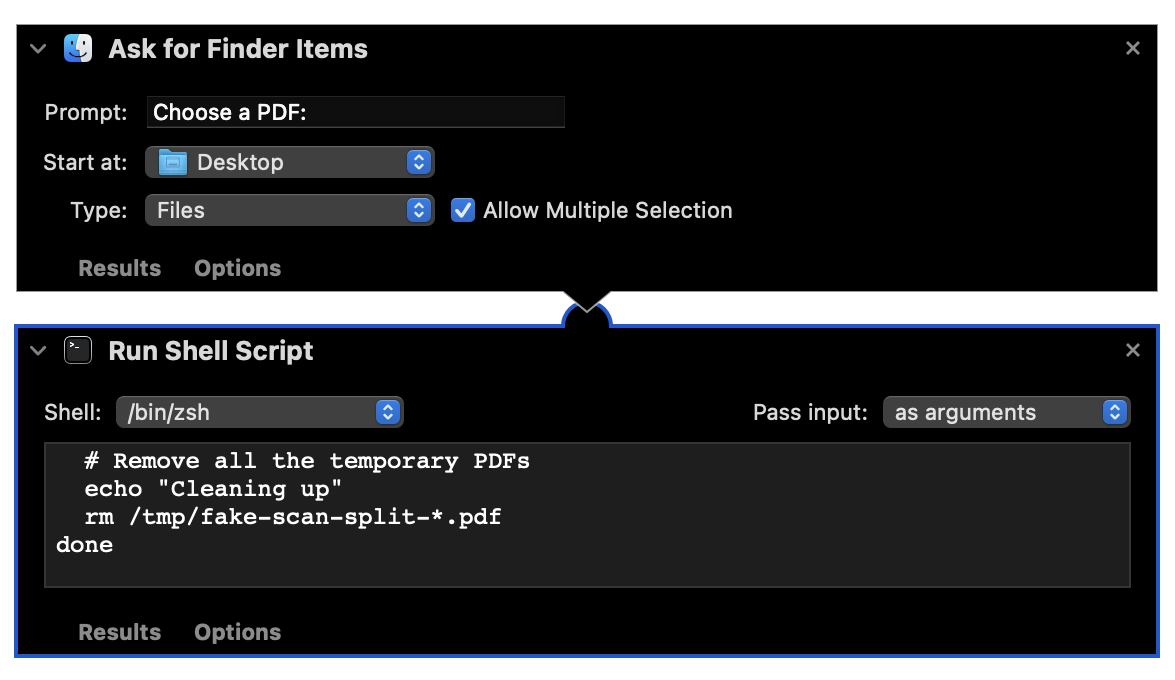 Ask for Finder Items
Prompt: Choose a PDF:
Start at: Desktop
Type: Files Allow Multiple Selection
Results Options
Run Shell Script
Shell: /bin/zsh Pass input: as arguments
# Remove all the temporary PDFs
echo "Cleaning up"
rm /tmp/fake-scan-split-*.pdf
done
Results Options